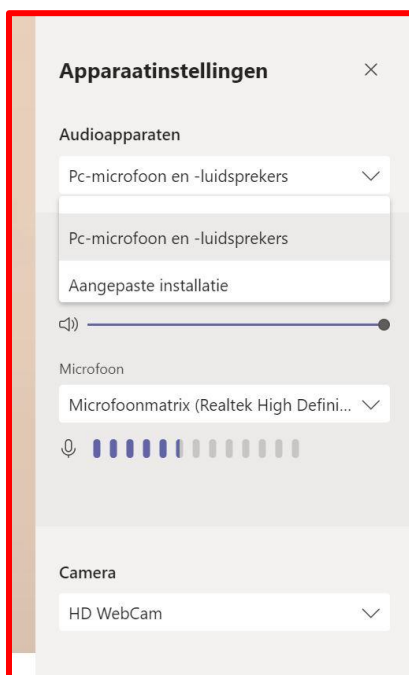 Apparaatinstellingen
Audioapparaten
Pc-microfoon en -luidsprekers
Pc-microfoon en -luidsprekers
Aangepaste installatie
Microfoon
Microfoonmatrix (Realtek High Defini...
Camera
HD WebCam